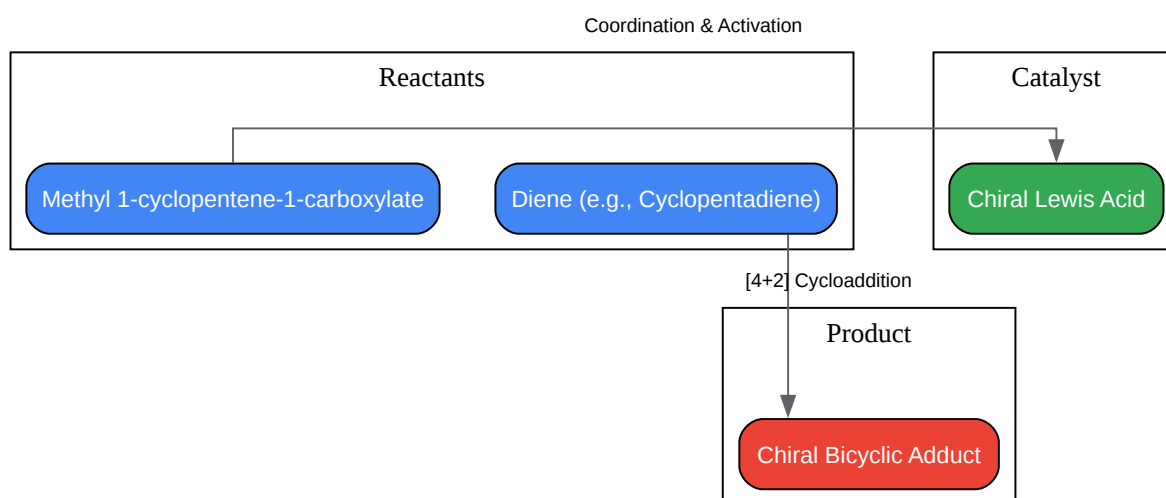 Coordination & Activation
Reactants
Catalyst
Methyl 1-cyclopentene-1-carboxylate
Diene (e.g., Cyclopentadiene)
Chiral Lewis Acid
[4+2] Cycloaddition
Product
Chiral Bicyclic Adduct